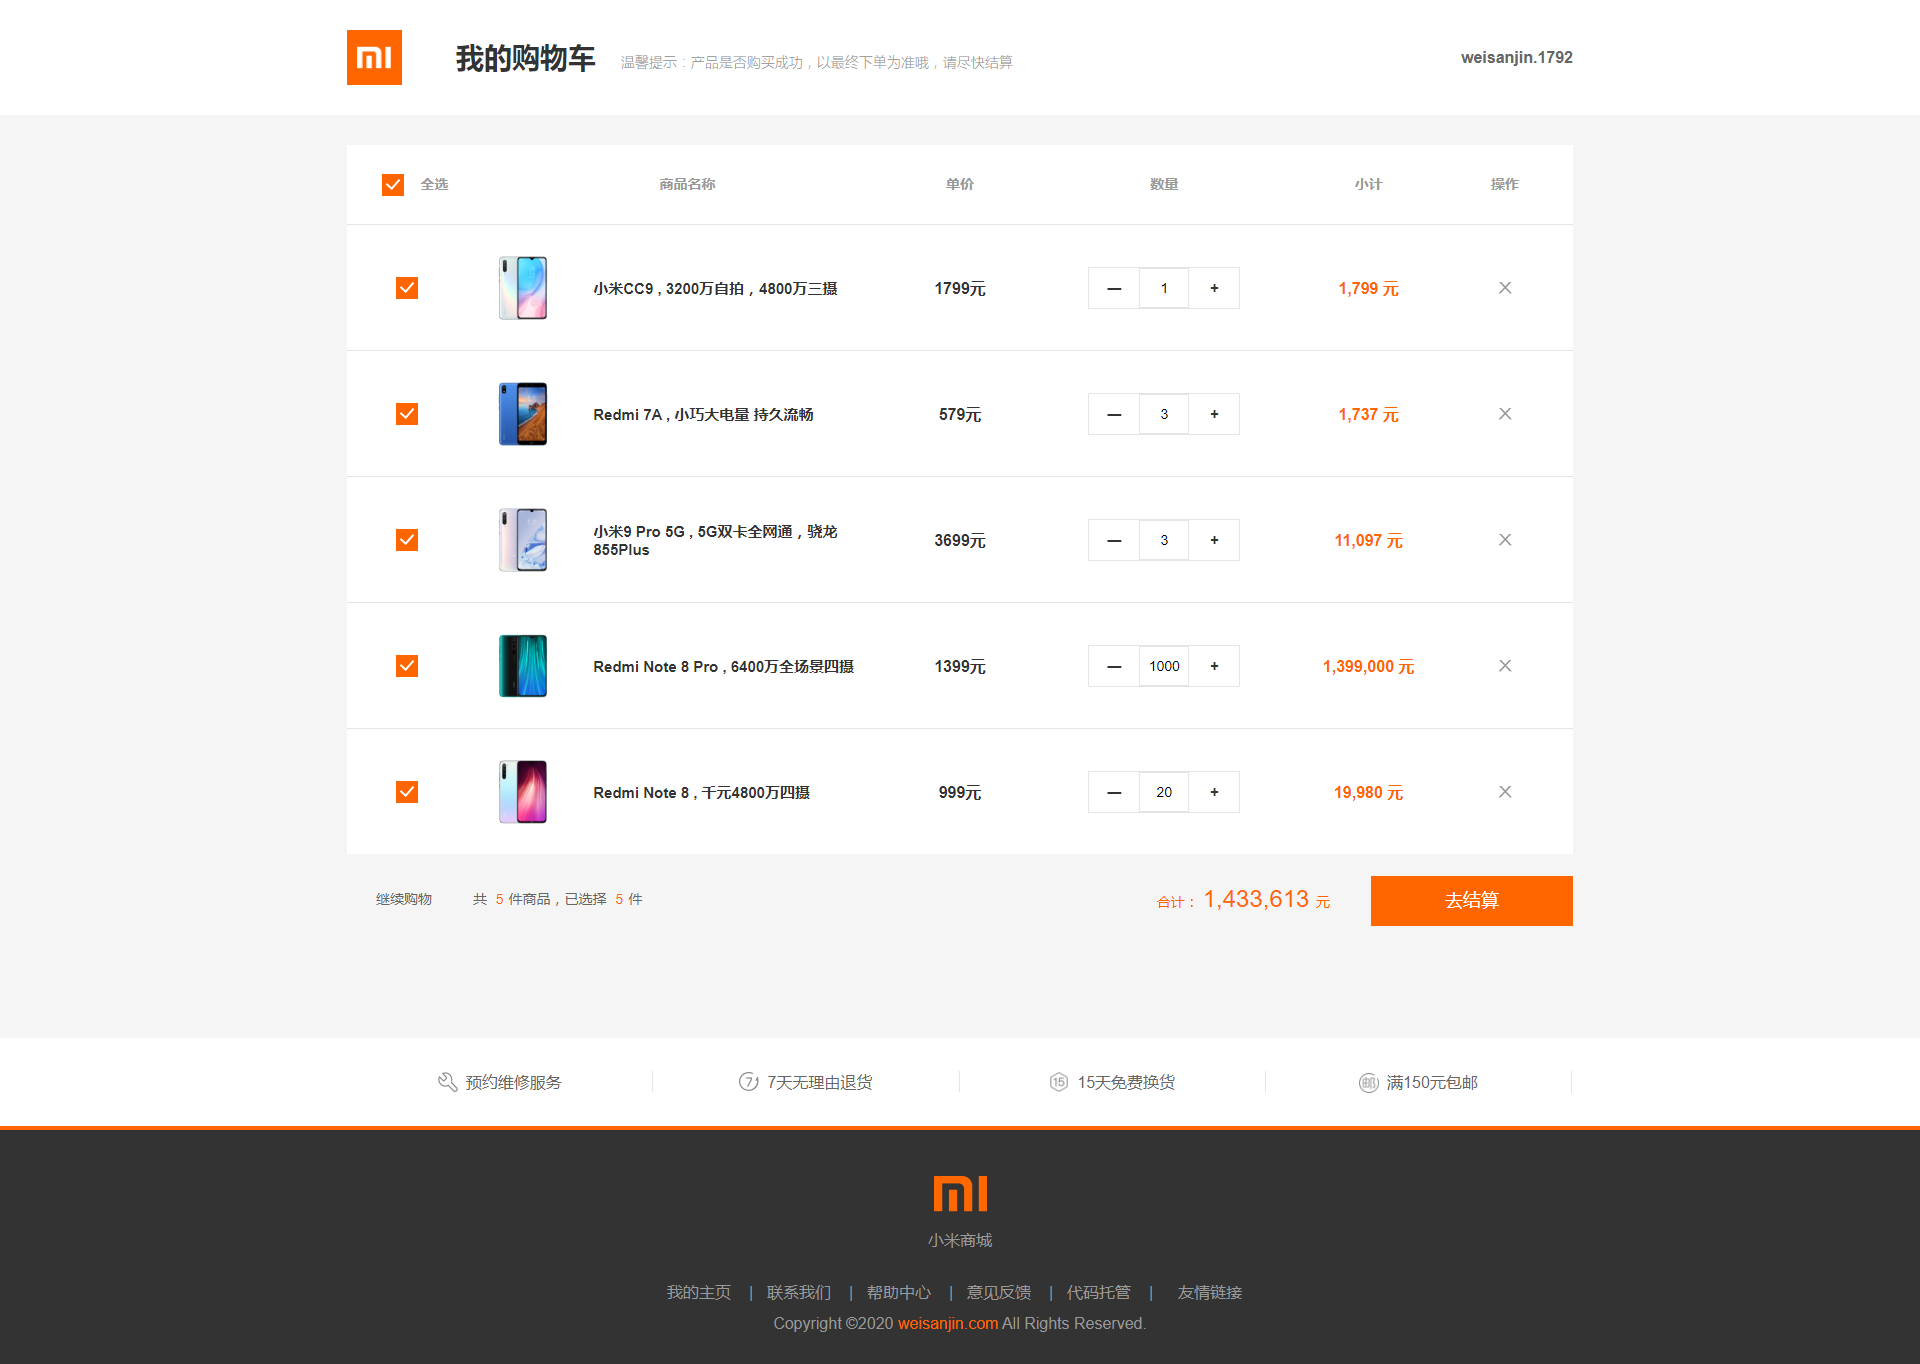 我的购物车 温馨提示：产品是否购买成功，以最终下单为准哦，请尽快结算 weisanjin.1792
全选 商品名称 单价 数量 小计 操作
小米CC9 , 3200万自拍，4800万三摄 1799元 — 1 + 1,799 元
Redmi 7A , 小巧大电量 持久流畅 579元 — 3 + 1,737 元
小米9 Pro 5G , 5G双卡全网通，骁龙
855Plus 3699元 — 3 + 11,097 元
Redmi Note 8 Pro , 6400万全场景四摄 1399元 — 1000 + 1,399,000 元
Redmi Note 8 , 千元4800万四摄 999元 — 20 + 19,980 元
继续购物 共 5 件商品，已选择 5 件 合计： 1,433,613 元 去结算
预约维修服务 7 7天无理由退货 15 15天免费换货 邮 满150元包邮
小米商城
我的主页 | 联系我们 | 帮助中心 | 意见反馈 | 代码托管 | 友情链接
Copyright ©2020 weisanjin.com All Rights Reserved.